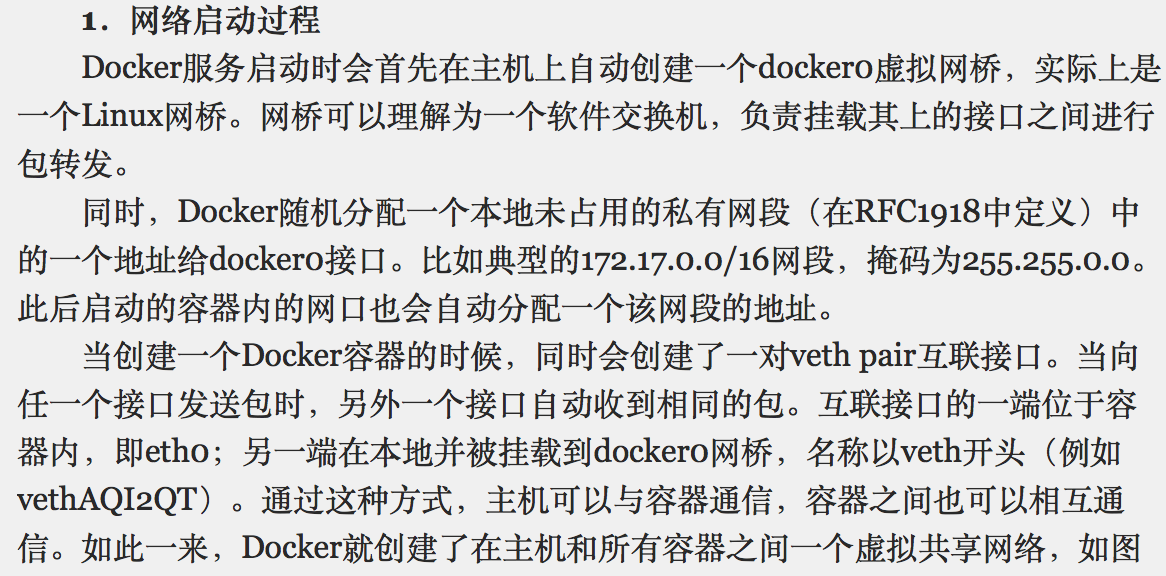 1．网络启动过程
Docker服务启动时会首先在主机上自动创建一个docker0虚拟网桥，实际上是
一个Linux网桥。网桥可以理解为一个软件交换机，负责挂载其上的接口之间进行
包转发。
同时，Docker随机分配一个本地未占用的私有网段（在RFC1918中定义）中
的一个地址给docker0接口。比如典型的172.17.0.0/16网段，掩码为255.255.0.0。
此后启动的容器内的网口也会自动分配一个该网段的地址。
当创建一个Docker容器的时候，同时会创建了一对veth pair互联接口。当向
任一个接口发送包时，另外一个接口自动收到相同的包。互联接口的一端位于容
器内，即eth0；另一端在本地并被挂载到docker0网桥，名称以veth开头（例如
vethAQI2QT）。通过这种方式，主机可以与容器通信，容器之间也可以相互通
信。如此一来，Docker就创建了在主机和所有容器之间一个虚拟共享网络，如图